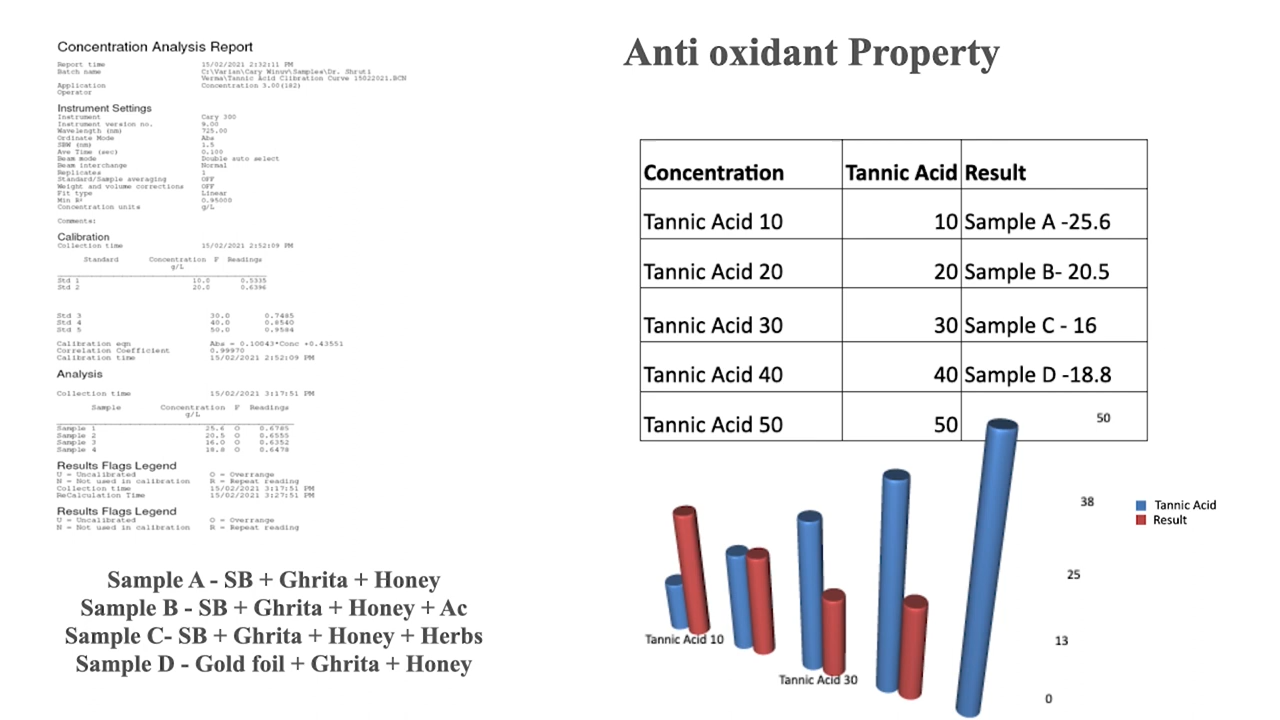 Concentration Analysis Report
Report time 15/02/2021 2:32:11 PM
Batch name C:\Varian\Cary Winuv\Samples\Dr. Shruti
Verma\Tannic Acid Clibration Curve 15022021.BCN
Application Concentration 3.00(182)
Operator
Instrument Settings
Instrument Cary 300
Instrument version no. 9.00
Wavelength (nm) 725.00
Ordinate Mode Abs
SBW (nm) 1.5
Ave Time (sec) 0.100
Beam mode Double auto select
Beam interchange Normal
Replicates 1
Standard/Sample averaging OFF
Weight and volume corrections OFF
Fit type Linear
Min R² 0.95000
Concentration units g/L
Comments:
Calibration
Collection time 15/02/2021 2:52:09 PM
Standard Concentration F Readings
g/L
Std 1 10.0 0.5335
Std 2 20.0 0.6396
Std 3 30.0 0.7485
Std 4 40.0 0.8540
Std 5 50.0 0.9584
Calibration eqn Abs = 0.10043*Conc +0.43551
Correlation Coefficient 0.99970
Calibration time 15/02/2021 2:52:09 PM
Analysis
Collection time 15/02/2021 3:17:51 PM
Sample Concentration F Readings
g/L
Sample 1 25.6 O 0.6785
Sample 2 20.5 O 0.6555
Sample 3 16.0 O 0.6352
Sample 4 18.8 O 0.6478
Results Flags Legend
U = Uncalibrated O = Overrange
N = Not used in calibration R = Repeat reading
Collection time 15/02/2021 3:17:51 PM
ReCalculation Time 15/02/2021 3:27:51 PM
Results Flags Legend
U = Uncalibrated O = Overrange
N = Not used in calibration R = Repeat reading
Sample A - SB + Ghrita + Honey
Sample B - SB + Ghrita + Honey + Ac
Sample C- SB + Ghrita + Honey + Herbs
Sample D - Gold foil + Ghrita + Honey
Anti oxidant Property
Concentration Tannic Acid Result
Tannic Acid 10 10 Sample A -25.6
Tannic Acid 20 20 Sample B- 20.5
Tannic Acid 30 30 Sample C - 16
Tannic Acid 40 40 Sample D -18.8
Tannic Acid 50 50
50
38
25
13
0
Tannic Acid 10
Tannic Acid 30
Tannic Acid
Result